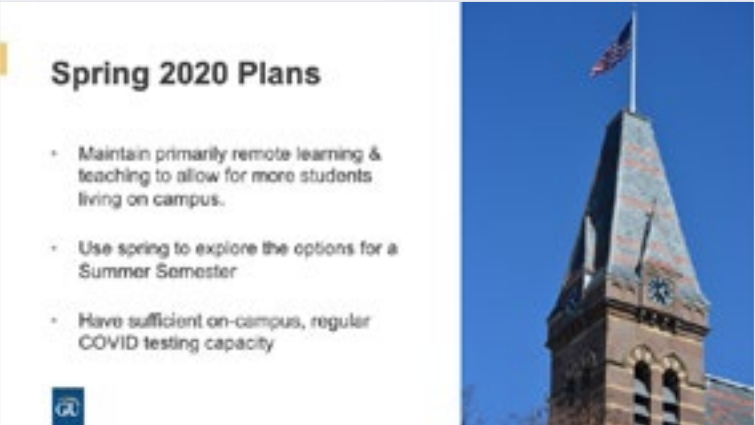 Spring 2020 Plans
• Maintain primarily remote learning &
teaching to allow for more students
living on campus.
• Use spring to explore the options for a
Summer Semester
• Have sufficient on-campus, regular
COVID testing capacity
GU